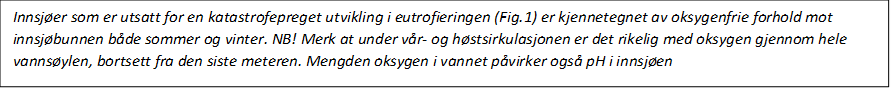 Innsjøer som er utsatt for en katastrofepreget utvikling i eutrofieringen (Fig.1) er kjennetegnet av oksygenfrie forhold mot
innsjøbunnen både sommer og vinter. NB! Merk at under vår- og høstsirkulasjonen er det rikelig med oksygen gjennom hele
vannsøylen, bortsett fra den siste meteren. Mengden oksygen i vannet påvirker også pH i innsjøen